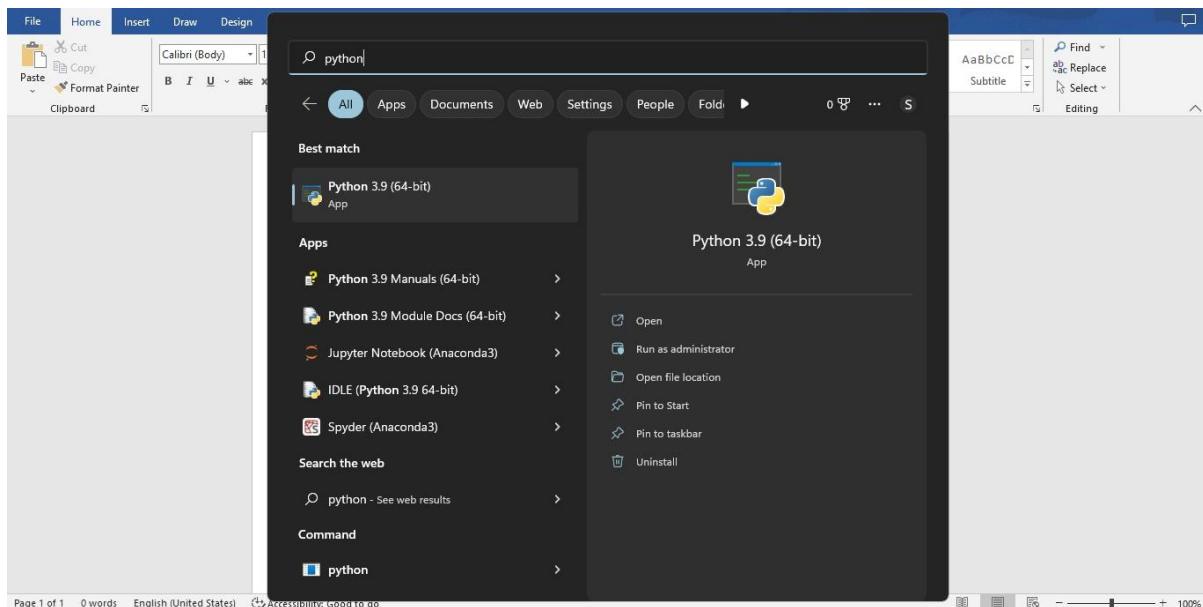 File Home Insert Draw Design
Cut
Copy
Paste
Format Painter
Clipboard
Calibri (Body)
B I U abc
AaBbCcD
Subtitle
Find
Replace
Select
Editing
python
All Apps Documents Web Settings People Fold
0 ... S
Best match
Python 3.9 (64-bit)
App
Apps
Python 3.9 Manuals (64-bit)
Python 3.9 Module Docs (64-bit)
Jupyter Notebook (Anaconda3)
IDLE (Python 3.9 64-bit)
Spyder (Anaconda3)
Search the web
python - See web results
Command
python
Python 3.9 (64-bit)
App
Open
Run as administrator
Open file location
Pin to Start
Pin to taskbar
Uninstall
Page 1 of 1 0 words English (United States) Accessibility: Good to go 100%